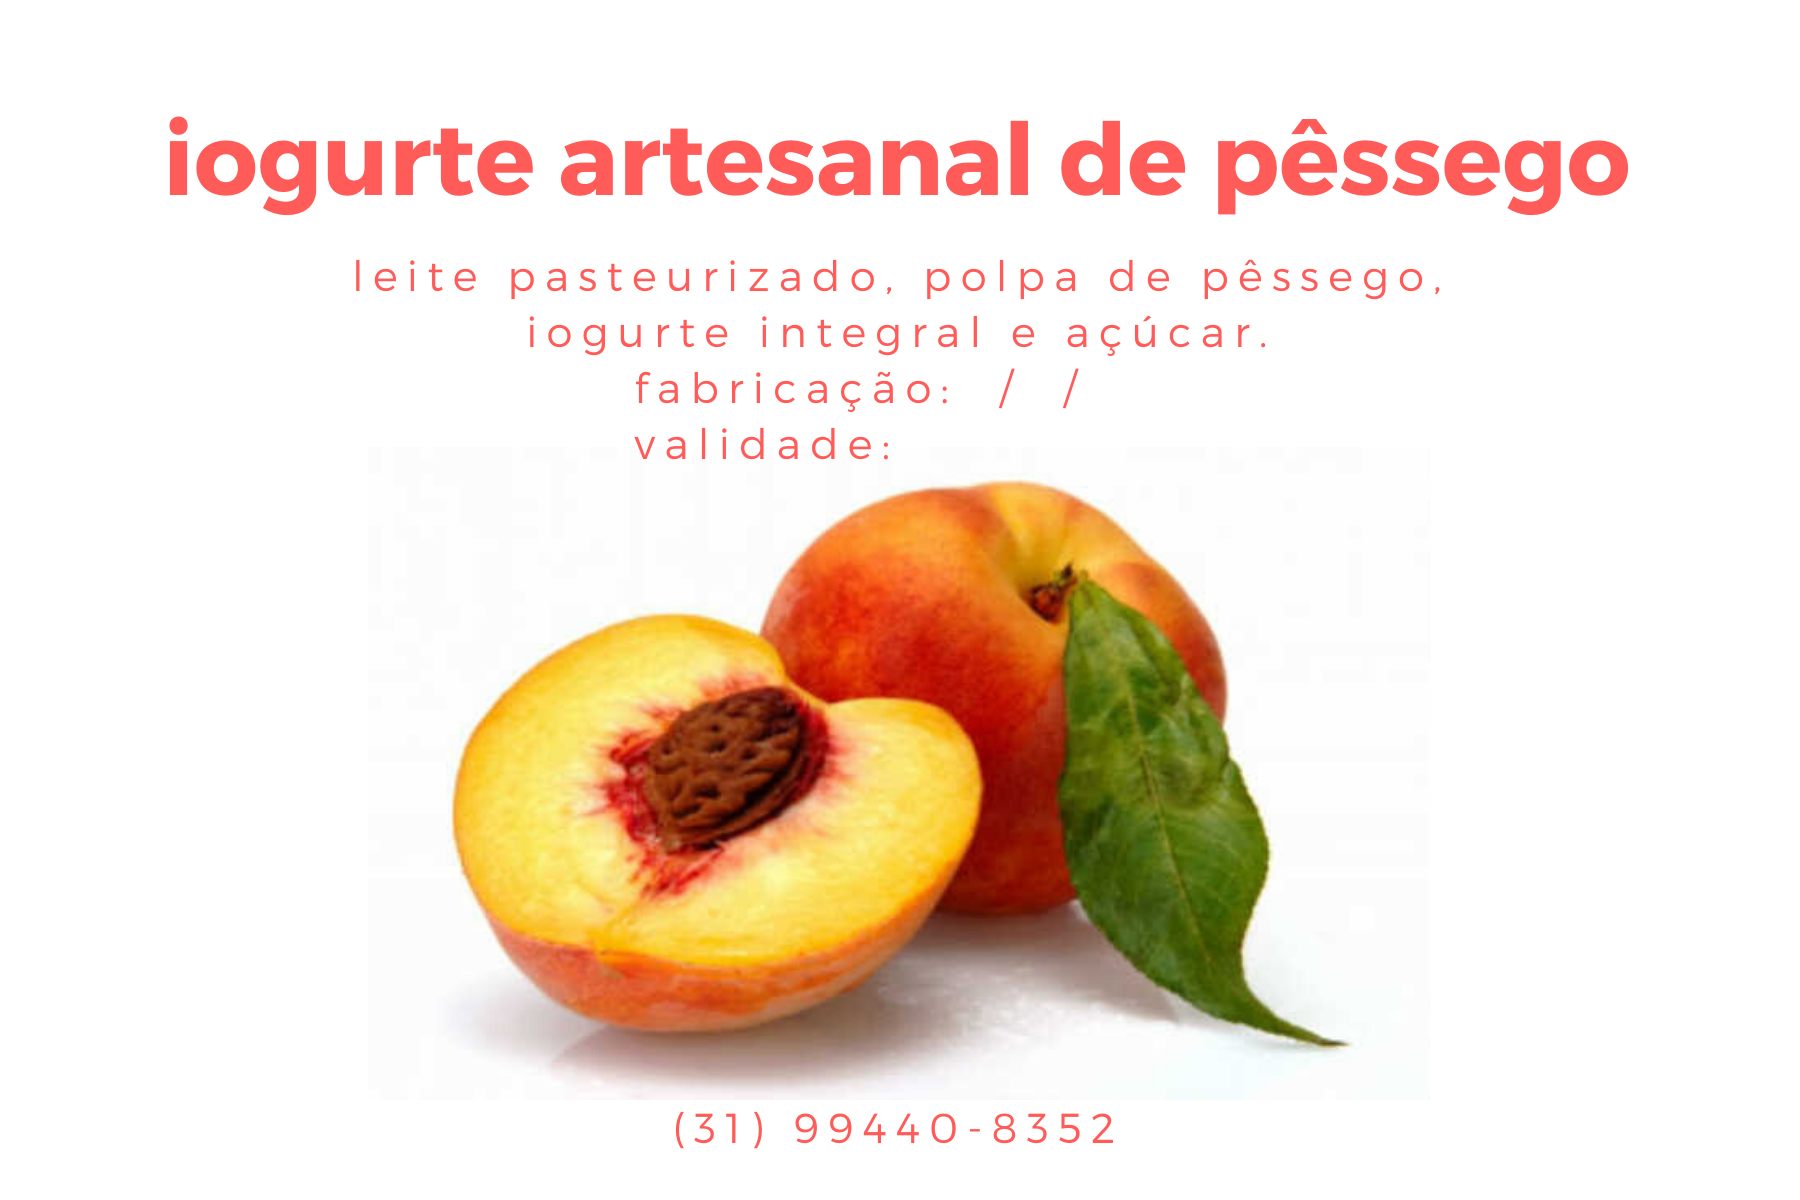 iogurte artesanal de pêssego
leite pasteurizado, polpa de pêssego,
iogurte integral e açúcar.
fabricação: / /
validade:
(31) 99440-8352